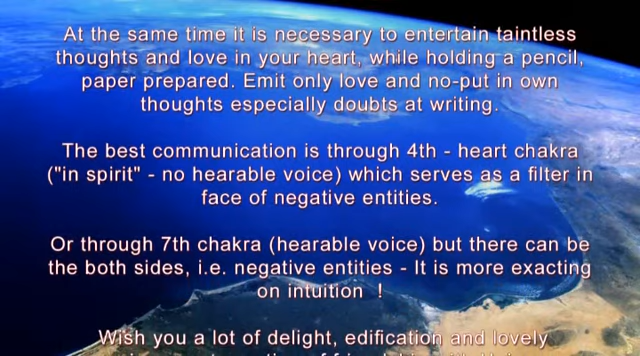 At the same time it is necessary to entertain taintless
thoughts and love in your heart, while holding a pencil,
paper prepared. Emit only love and no-put in own
thoughts especially doubts at writing.
The best communication is through 4th - heart chakra
("in spirit" - no hearable voice) which serves as a filter in
face of negative entities.
Or through 7th chakra (hearable voice) but there can be
the both sides, i.e. negative entities - It is more exacting
on intuition !
Wish you a lot of delight, edification and lovely